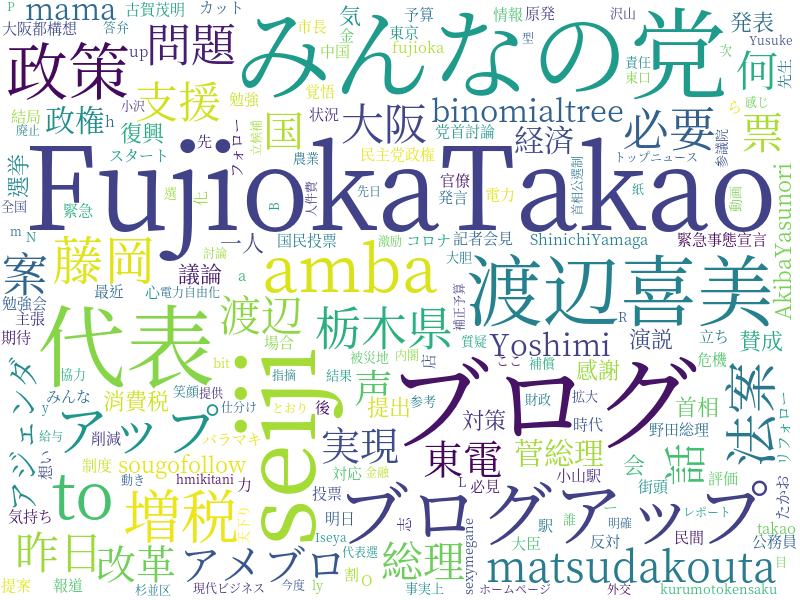 P
古賀茂明
カット
気
予算
情報
原発
沢山
発表
mama
大阪都構想
答弁
up
問題
みんなの党
市長
金
東京
中国
fujioka
型
責任
東口
何
次
Yusuke
先生
政策
支援
勉強
覚悟
状況
binomialtree
必要
ら
感じ
票
結局
廃止
政権
h
小沢
復興
先
フォロー
立候補
国
大阪
党首討論
経済
トップニュース
参議院
選挙
スタート
農業
民主党政権
官僚
発言
電力
首相公選制
紙
動画
FujiokaTakao
全国
緊急
選
化
B
人件費
先日
m
N
藤岡
一人
国民投票
激励
コロナ
記者会見
ShinichiYamaga
緊急事態宣言
AkibaYasunori
案
討論
議論
a
amba
大胆
渡辺喜美
勉強会
最近
心
電力自由化
主張
期待
代表
渡辺
場合
栃木県
補正予算
Yoshimi
R
演説
立ち
賛成
bit
被災地
内閣
店
質疑
ここ
補償
感謝
危機
アジェンダ
みんな
協力
y
笑顔
提供
消費税
仕分け
seiji
指摘
とおり
結果
声
参考
ブログ
財政
拡大
首相
法案
リフォロー
給与
アップ
削減
バラマキ
後
提出
実現
対策
時代
野田総理
たかお
想い
制度
sougofollow
対応
金融
東電
菅総理
会
小山駅
話
評価
気持ち
to
動き
hmikitani
力
投票
L
必見
街頭
増税
天下り
明日
ブログアップ
志
駅
誰
ー
明確
レポート
takao
昨日
改革
アメブロ
Iseya
代表選
総理
sexymegane
大臣
反対
民間
公務員
提案
報道
杉並区
現代ビジネス
今度
ly
割
O
事実上
matsudakouta
ホームページ
外交
kurumotokensaku
目